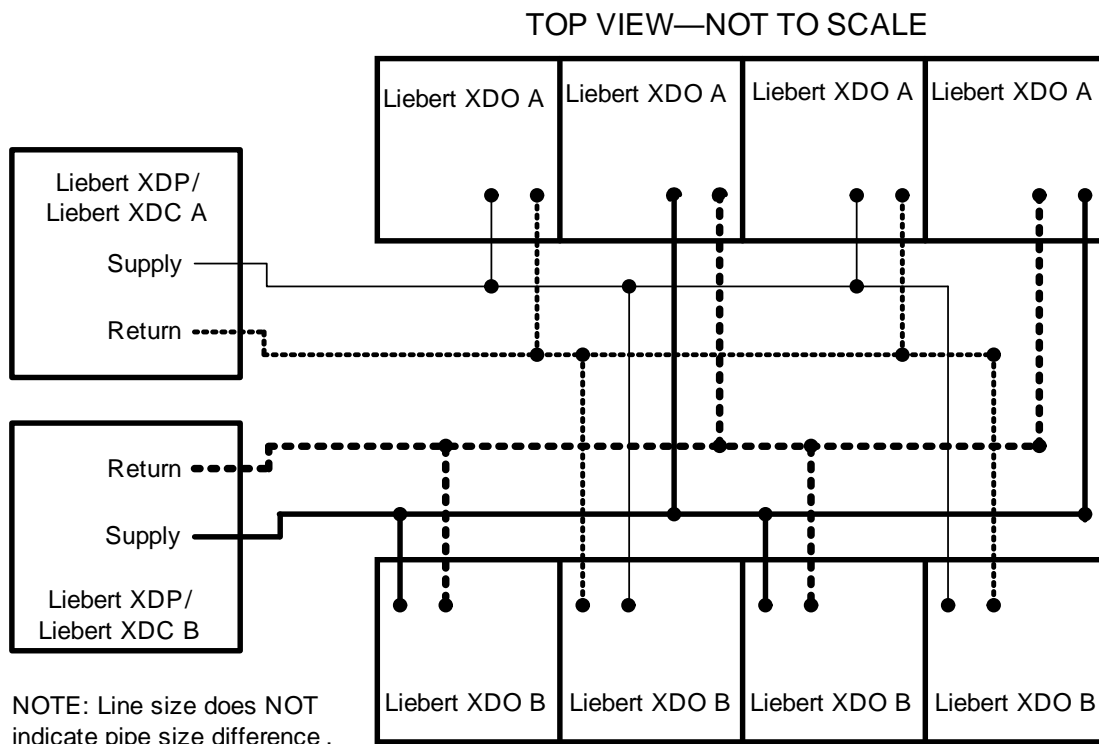 TOP VIEW—NOT TO SCALE
Liebert XDO A
Liebert XDO A
Liebert XDO A
Liebert XDO A
Liebert XDP/
Liebert XDC A
Supply
Return
Return
Supply
Liebert XDP/
Liebert XDC B
Liebert XDO B
Liebert XDO B
Liebert XDO B
Liebert XDO B
NOTE: Line size does NOT
indicate pipe size difference .